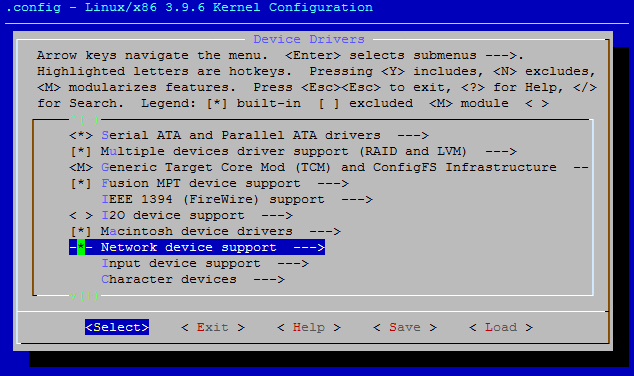 .config - Linux/x86 3.9.6 Kernel Configuration
Device Drivers
Arrow keys navigate the menu.  <Enter> selects submenus --->.
Highlighted letters are hotkeys.  Pressing <Y> includes, <N> excludes,
<M> modularizes features.  Press <Esc><Esc> to exit, <?> for Help, </>
for Search.  Legend: [*] built-in  [ ] excluded  <M> module  < >
^(-)
<*> Serial ATA and Parallel ATA drivers  --->
[*] Multiple devices driver support (RAID and LVM)  --->
<M> Generic Target Core Mod (TCM) and ConfigFS Infrastructure  --
[*] Fusion MPT device support  --->
IEEE 1394 (FireWire) support  --->
< > I2O device support  --->
[*] Macintosh device drivers  --->
-*- Network device support  --->
Input device support  --->
Character devices  --->
v(+)
<Select>    < Exit >    < Help >    < Save >    < Load >